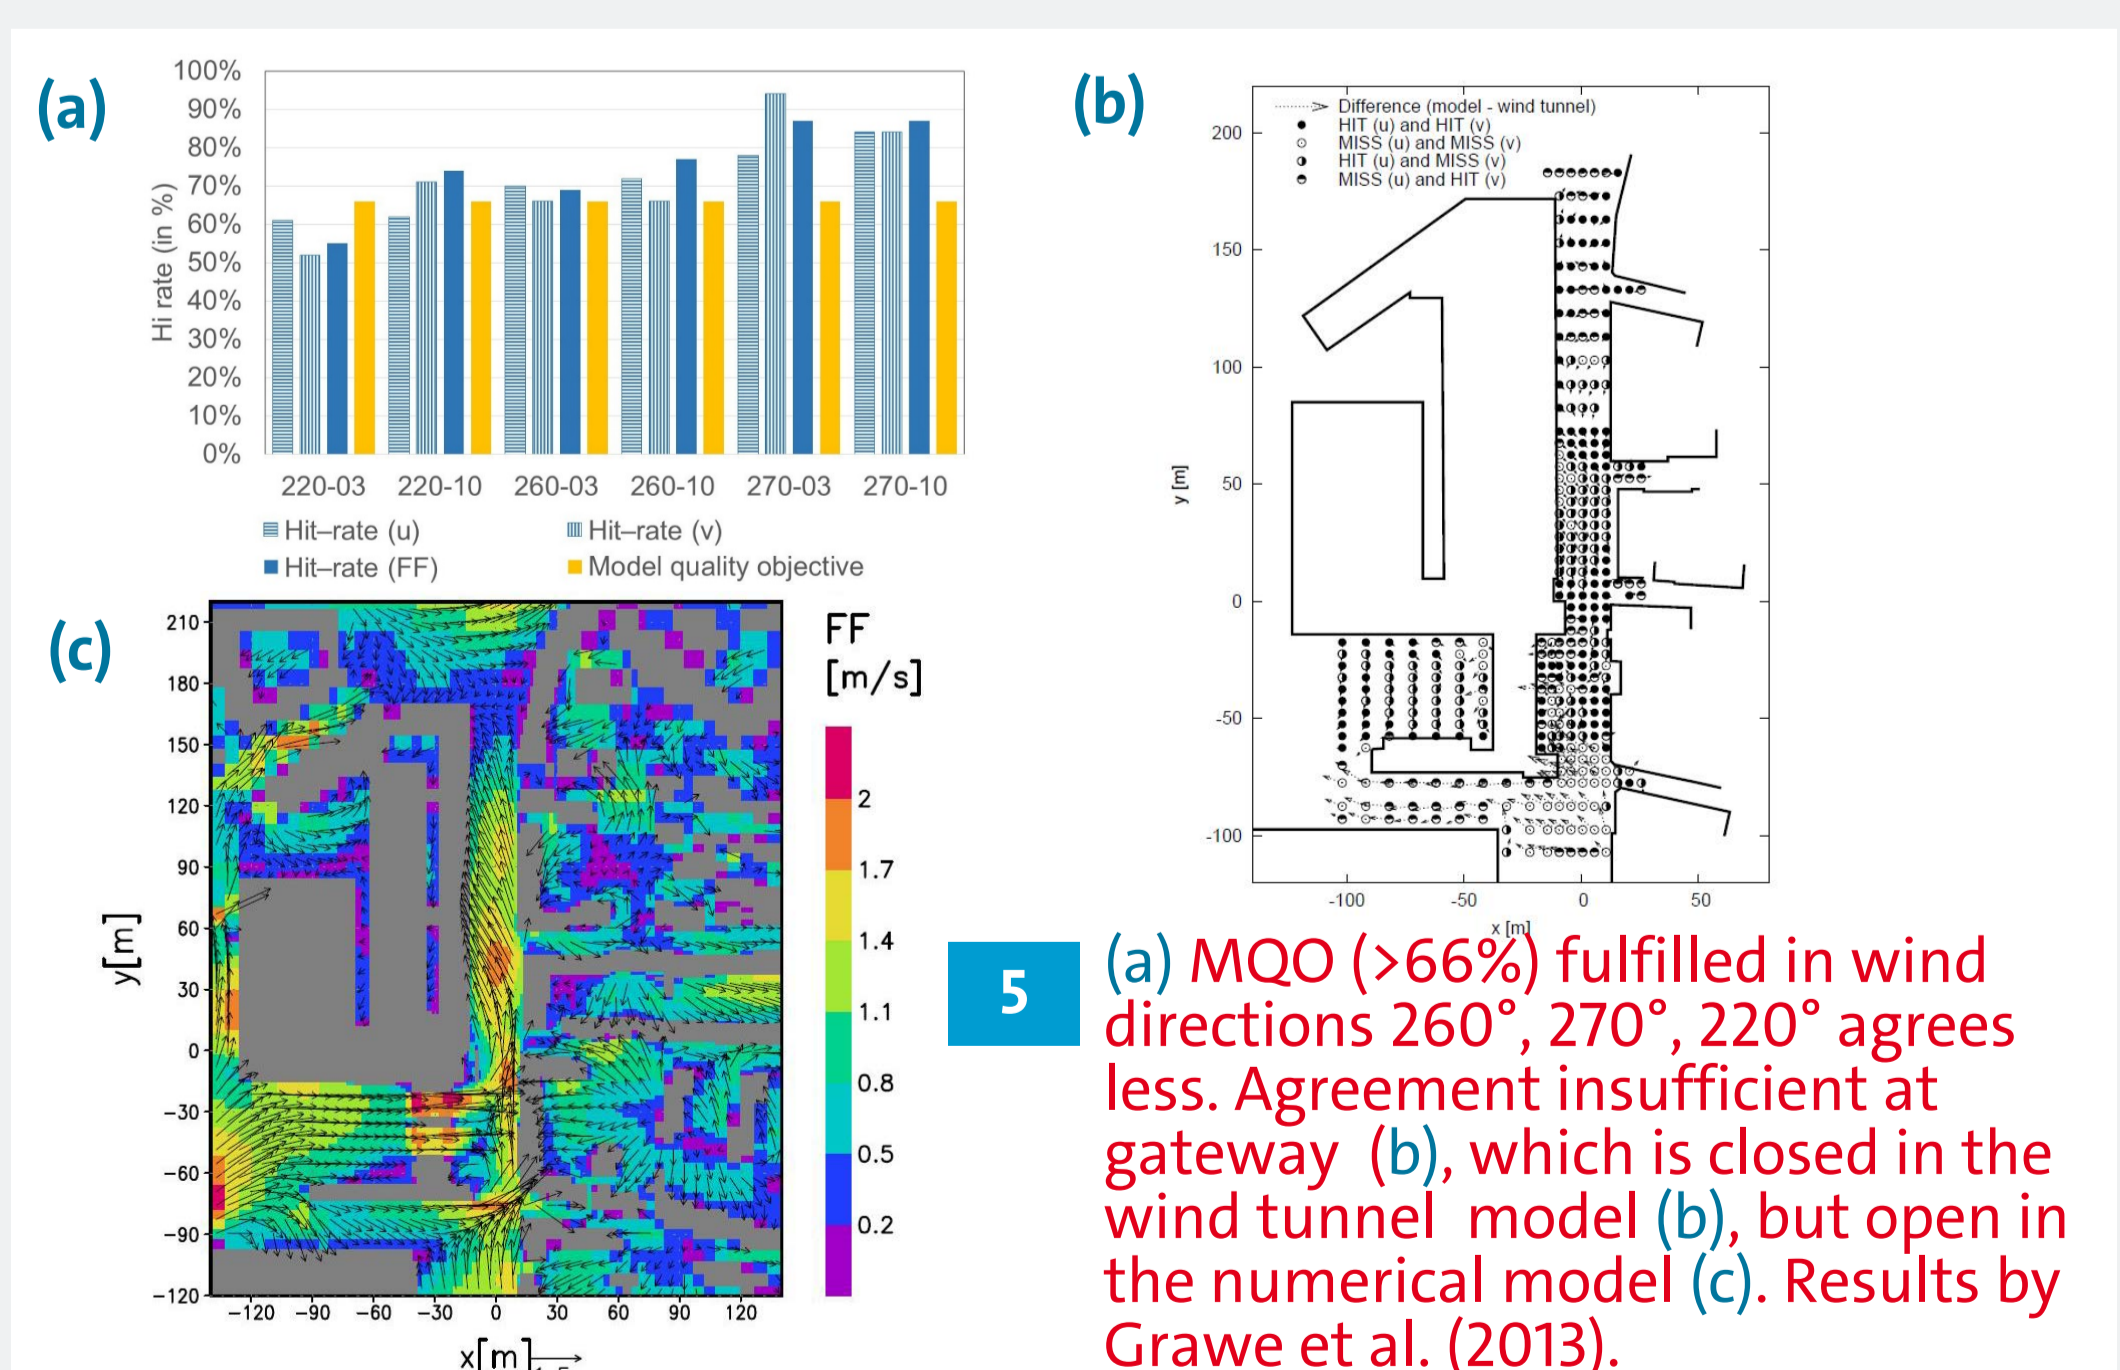 (a)
100%
90%
80%
70%
60%
50%
40%
30%
20%
10%
0%
Hi rate (in %)
220-03 220-10 260-03 260-10 270-03 270-10
Hit–rate (u) Hit–rate (v)
Hit–rate (FF) Model quality objective
(b)
Difference (model - wind tunnel)
HIT (u) and HIT (v)
MISS (u) and MISS (v)
HIT (u) and MISS (v)
MISS (u) and HIT (v)
200
150
100
50
0
-50
-100
y [m]
-100 -50 0 50
x [m]
(c)
210
180
150
120
90
60
30
0
−30
−60
−90
−120
y[m]
−120 −90 −60 −30 0 30 60 90 120
x[m]
FF
[m/s]
2
1.7
1.4
1.1
0.8
0.5
0.2
5
(a) MQO (>66%) fulfilled in wind
directions 260°, 270°, 220° agrees
less. Agreement insufficient at
gateway (b), which is closed in the
wind tunnel model (b), but open in
the numerical model (c). Results by
Grawe et al. (2013).